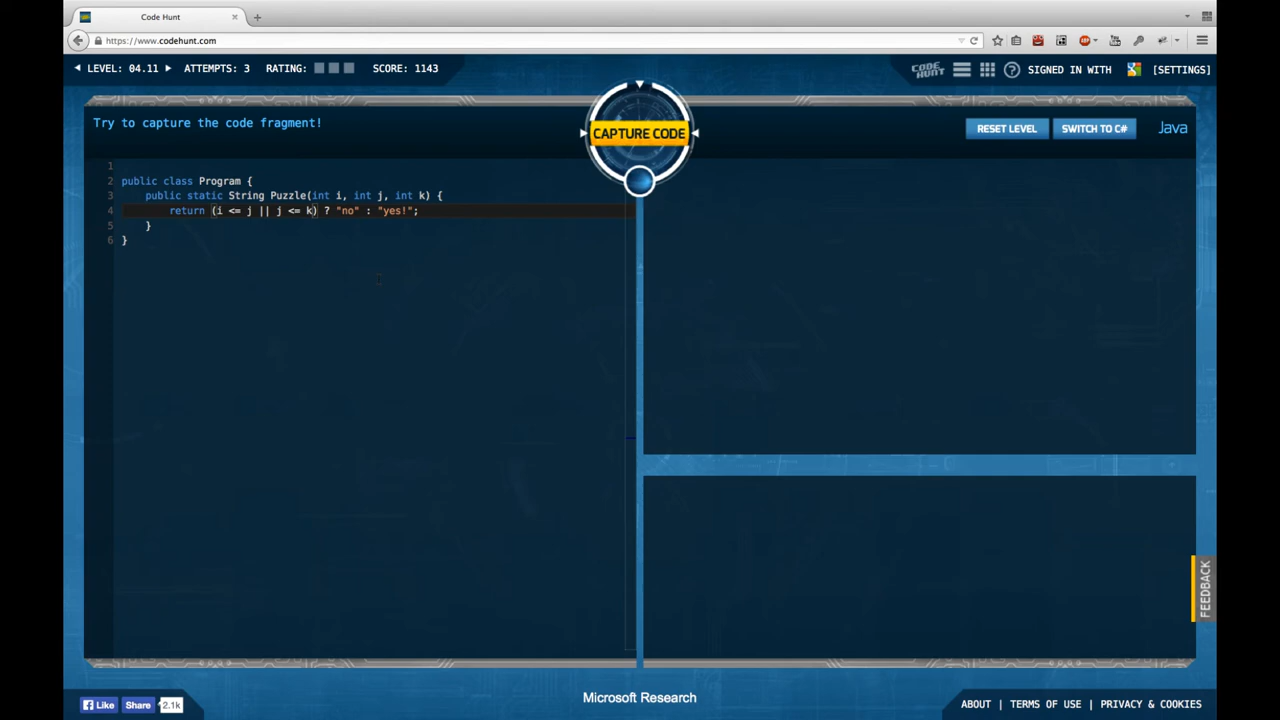 Code Hunt
https://www.codehunt.com
LEVEL: 04.11 ATTEMPTS: 3 RATING: SCORE: 1143
CODE HUNT
SIGNED IN WITH [SETTINGS]
Try to capture the code fragment!
CAPTURE CODE
RESET LEVEL SWITCH TO C# Java
1
2 public class Program {
3 public static String Puzzle(int i, int j, int k) {
4 return (i <= j || j <= k) ? "no" : "yes!";
5 }
6 }
FEEDBACK
Like Share 2.1k
Microsoft Research
ABOUT | TERMS OF USE | PRIVACY & COOKIES